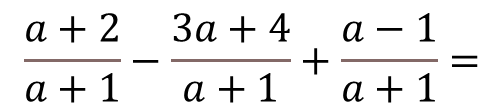 (a + 2)/(a + 1) − (3a + 4)/(a + 1) + (a − 1)/(a + 1) =